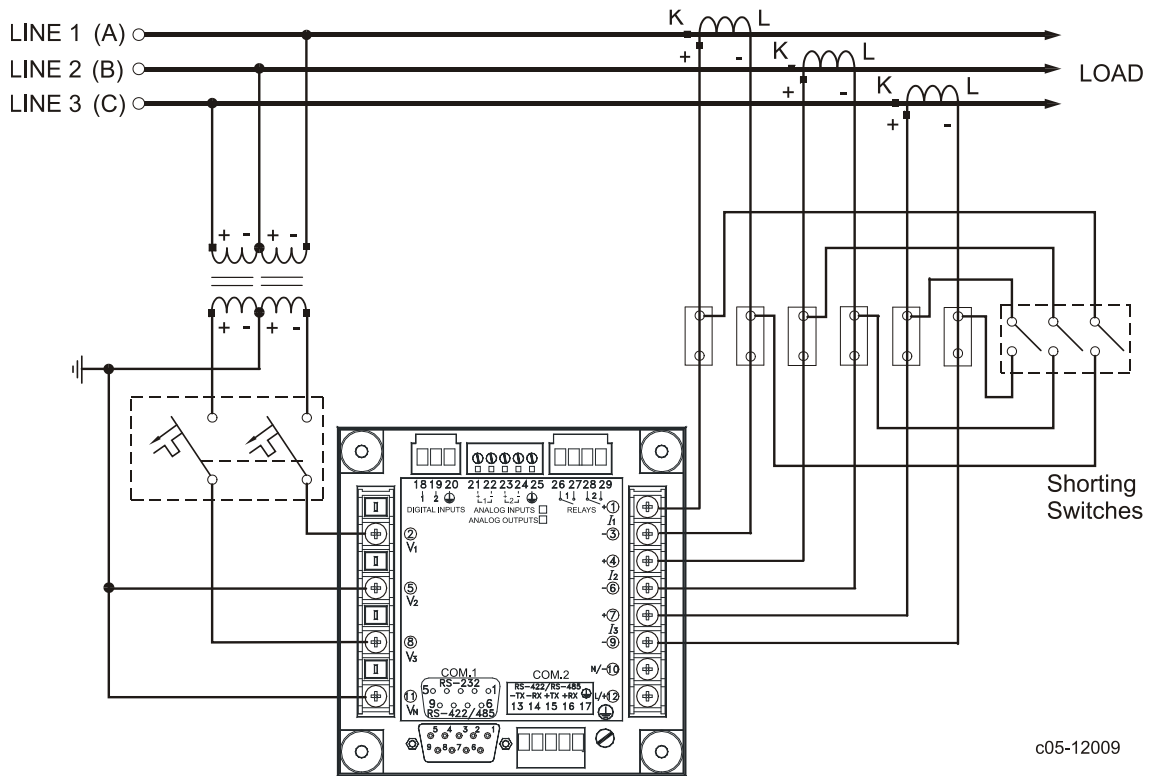 K L
LINE 1 (A)
+ -
K L
LINE 2 (B)
LOAD
+ -
K L
LINE 3 (C)
+ -
+ - + -
+ - + -
Shorting
Switches
18 19 20
1 2
DIGITAL INPUTS
21 22 23 24 25
1 2
ANALOG INPUTS
ANALOG OUTPUTS
26 27 28 29
1 2
RELAYS
2
V1
5
V2
8
V3
11
VN
+1
I1
-3
+4
I2
-6
+7
I3
-9
N/-10
L/+12
COM.1
RS-232
5 1
9 6
RS-422/485
COM.2
RS-422/RS-485
-TX -RX +TX +RX
13 14 15 16 17
5 4 3 2 1
9 8 7 6
c05-12009